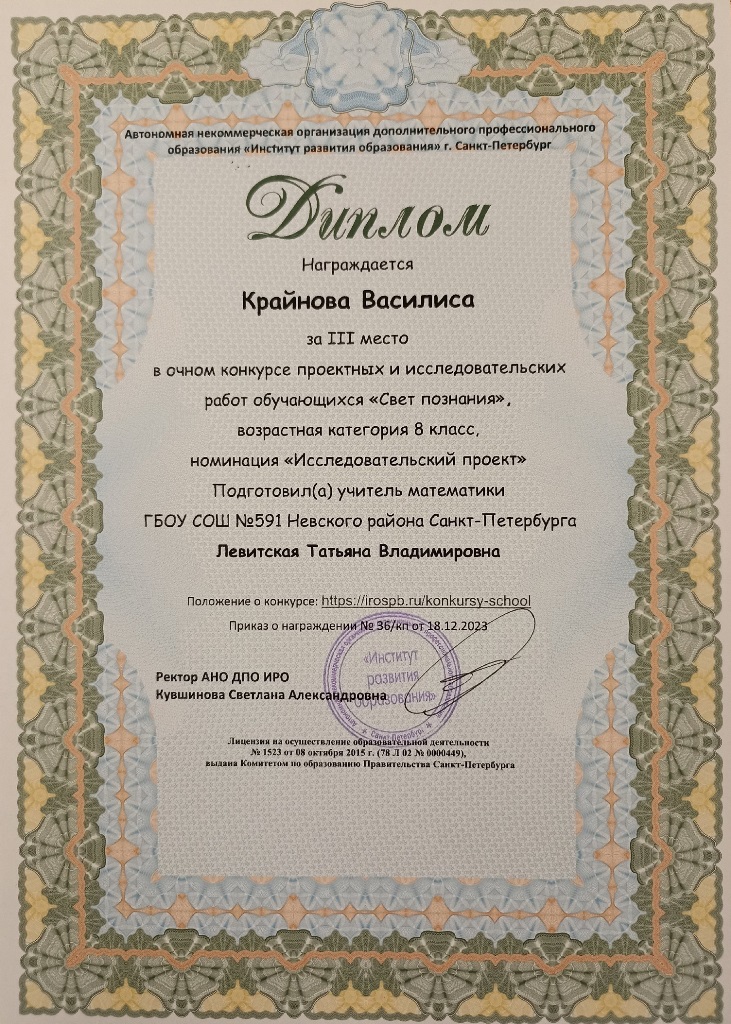 Автономная некоммерческая организация дополнительного профессионального
образования «Институт развития образования» г. Санкт-Петербург
Диплом
Награждается
Крайнова Василиса
за III место
в очном конкурсе проектных и исследовательских
работ обучающихся «Свет познания»,
возрастная категория 8 класс,
номинация «Исследовательский проект»
Подготовил(а) учитель математики
ГБОУ СОШ №591 Невского района Санкт-Петербурга
Левитская Татьяна Владимировна
Положение о конкурсе: https://irospb.ru/konkursy-school
Приказ о награждении № 36/кп от 18.12.2023
Ректор АНО ДПО ИРО
Кувшинова Светлана Александровна
«Институт
развития
образования»
Санкт-Петербург
Лицензия на осуществление образовательной деятельности
№ 1523 от 08 октября 2015 г. (78 Л 02 № 0000449),
выдана Комитетом по образованию Правительства Санкт-Петербурга